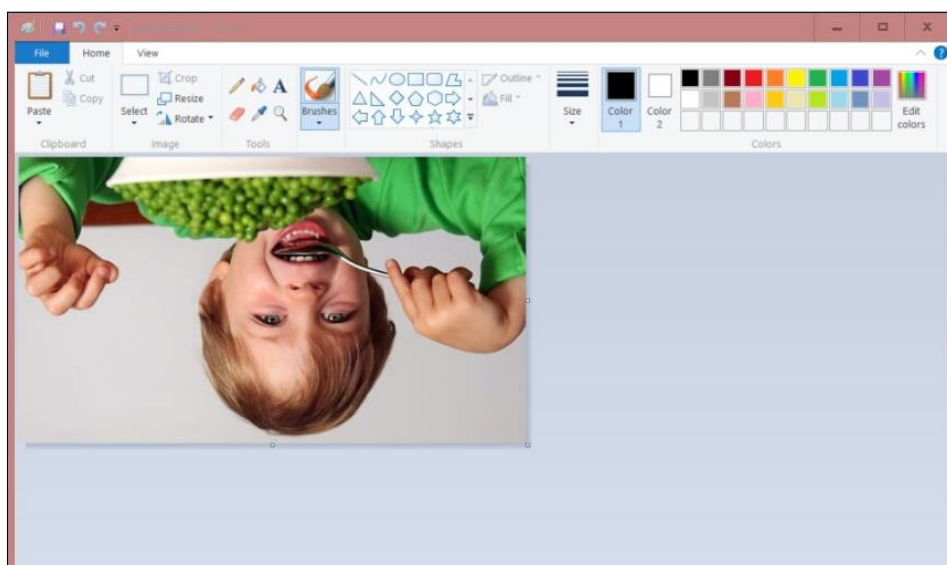 File Home View
Paste Cut Copy Select Crop Resize Rotate A Brushes Outline Fill Size Color 1 Color 2 Edit colors
Clipboard Image Tools Shapes Colors